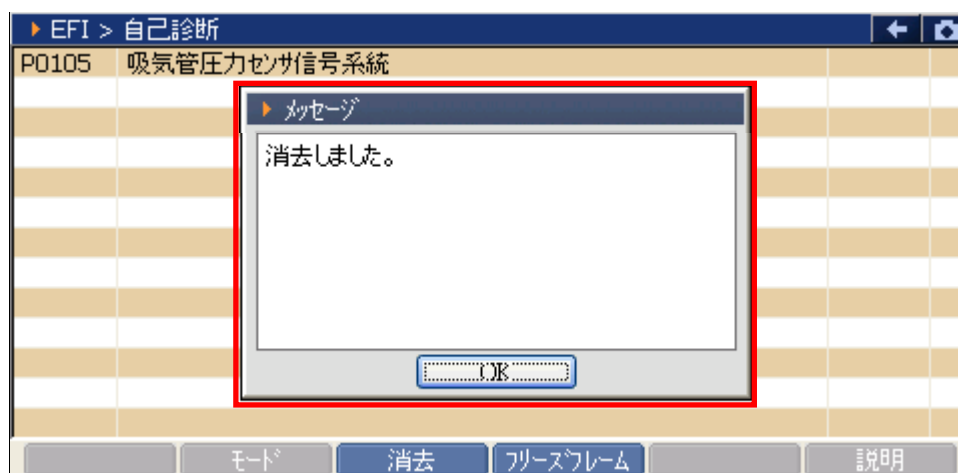 EFI > 自己診断
P0105 吸気管圧力ｾﾝｻ信号系統
ﾒｯｾｰｼﾞ
消去しました。
OK
ﾓｰﾄﾞ 消去 ﾌﾘｰｽﾞﾌﾚｰﾑ 説明